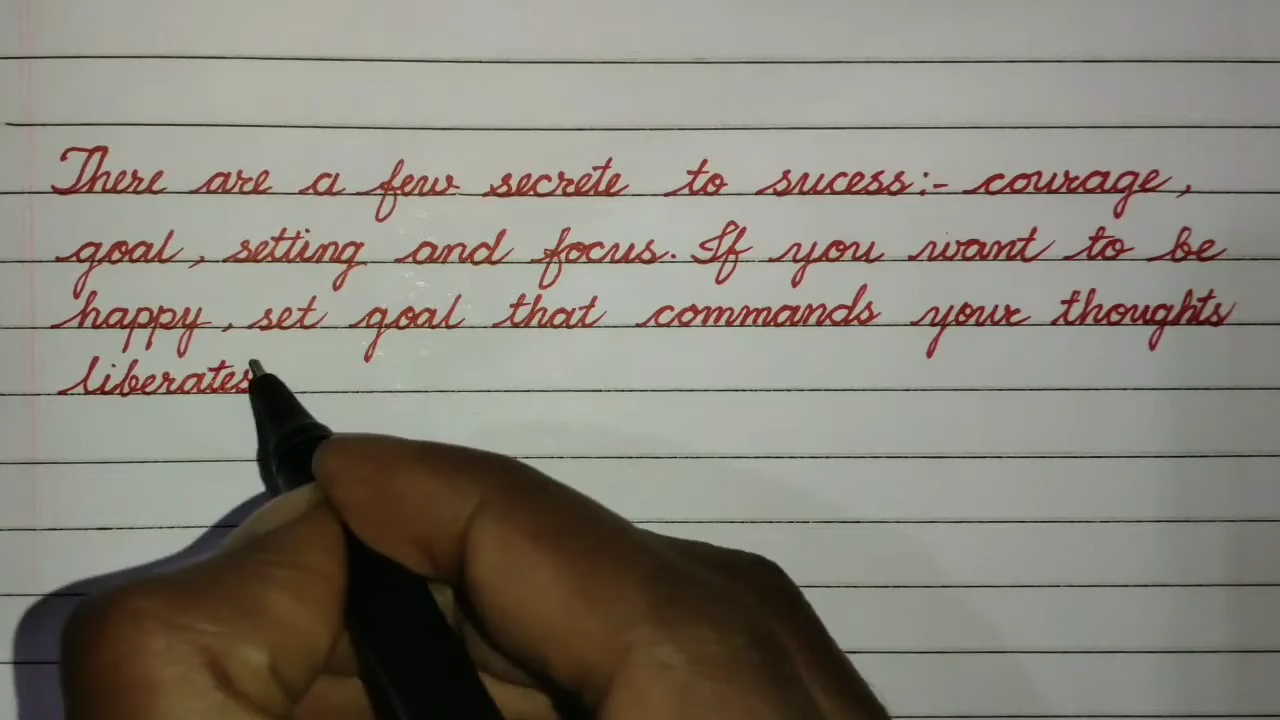 There are a few secrete to sucess:- courage,
goal, setting and focus. If you want to be
happy, set goal that commands your thoughts
liberates